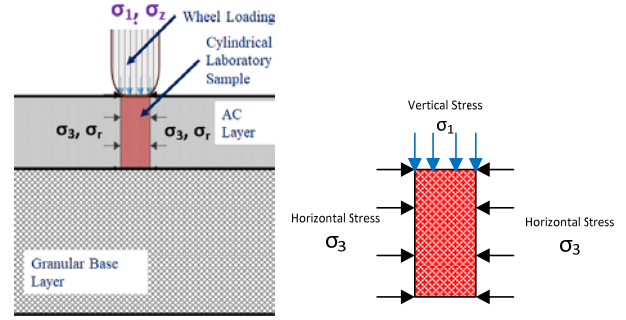 σ1, σz
Wheel Loading
Cylindrical
Laboratory
Sample
σ3, σr
σ3, σr
AC
Layer
Granular Base
Layer
Vertical Stress
σ1
Horizontal Stress
σ3
Horizontal Stress
σ3